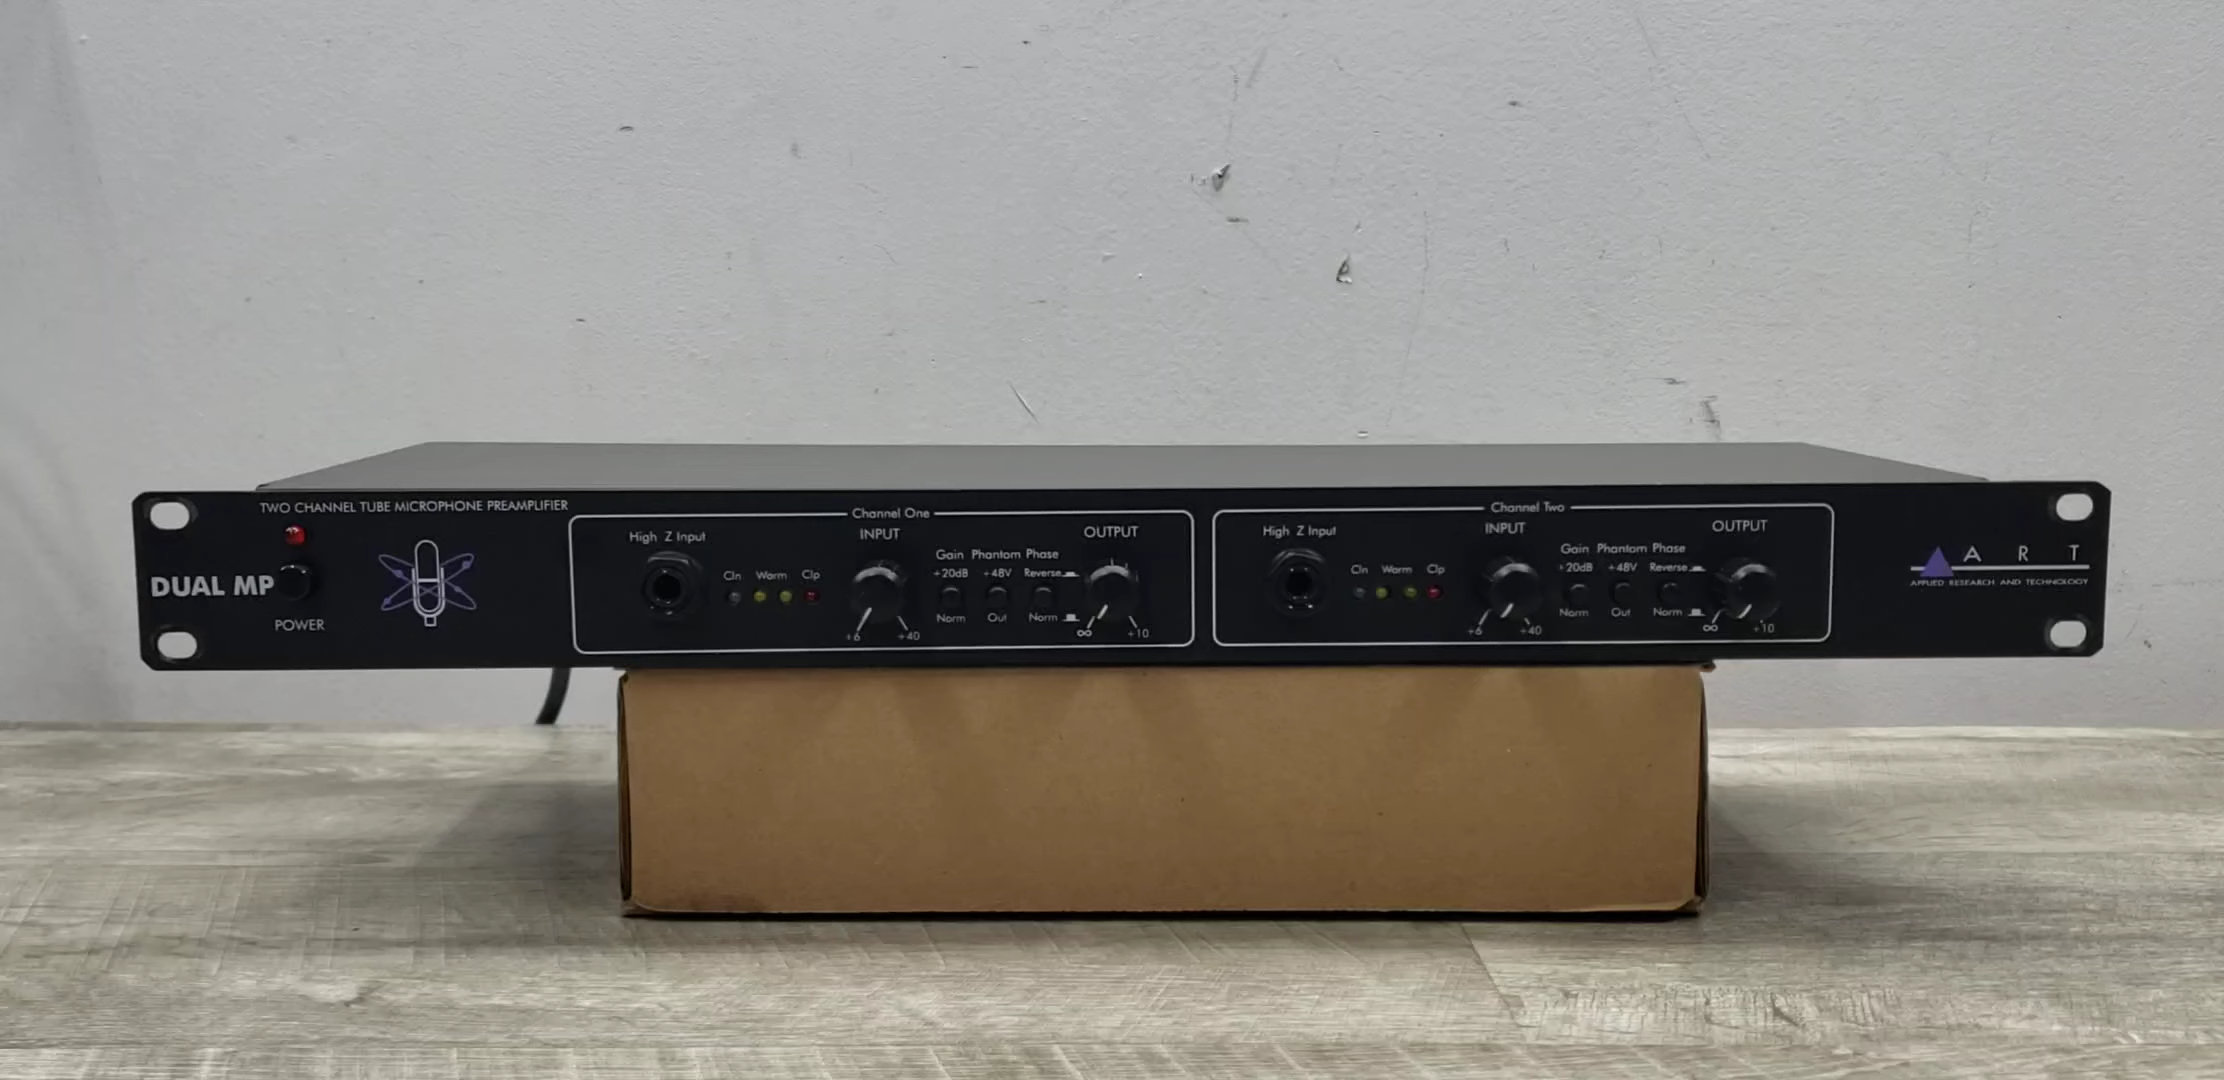 TWO CHANNEL TUBE MICROPHONE PREAMPLIFIER
DUAL MP
POWER
Channel One
High Z Input
Cln Warm Clp
INPUT
+6 +40
Gain Phantom Phase
+20dB +48V Reverse
Norm Out Norm
OUTPUT
∞ +10
Channel Two
High Z Input
Cln Warm Clp
INPUT
+6 +40
Gain Phantom Phase
+20dB +48V Reverse
Norm Out Norm
OUTPUT
∞ +10
A R T
APPLIED RESEARCH AND TECHNOLOGY